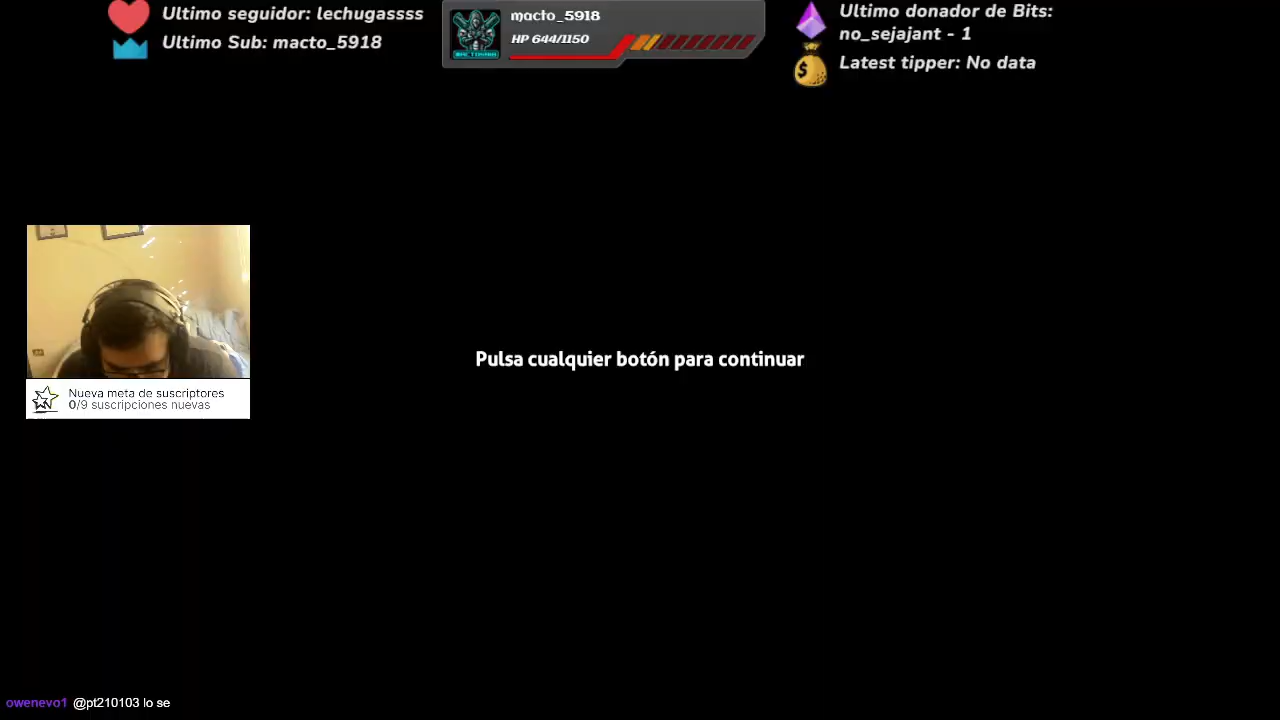 Ultimo seguidor: lechugassss
Ultimo Sub: macto_5918
macto_5918
HP 644/1150
Ultimo donador de Bits:
no_sejajant - 1
Latest tipper: No data
Pulsa cualquier botón para continuar
Nueva meta de suscriptores
0/9 suscripciones nuevas
owenevo1 @pt210103 lo se